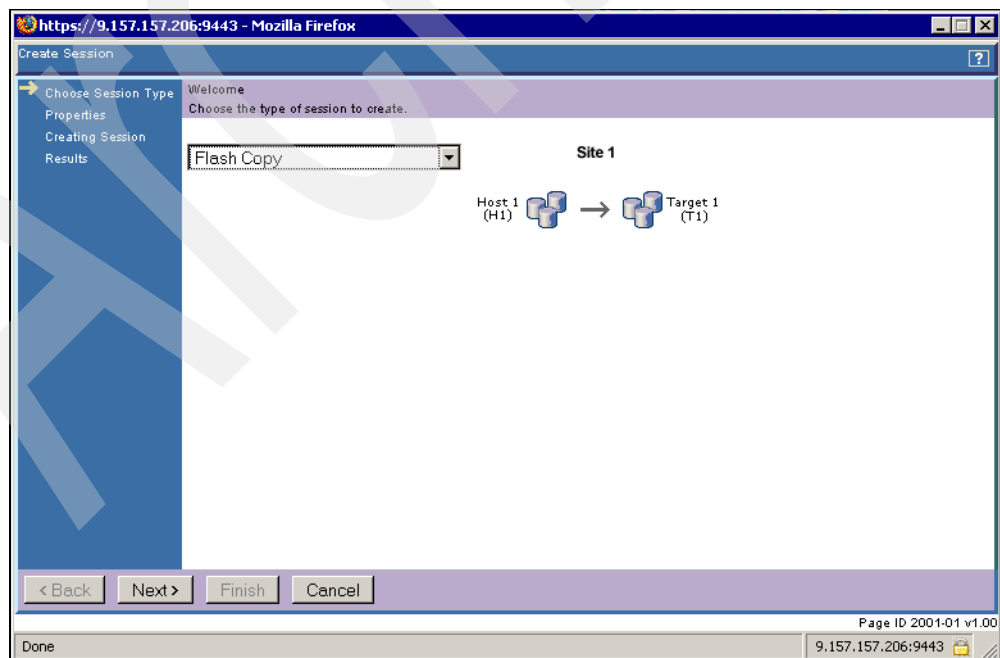 https://9.157.157.206:9443 - Mozilla Firefox
Create Session
?
Choose Session Type
Properties
Creating Session
Results
Welcome
Choose the type of session to create.
Flash Copy
Site 1
Host 1
(H1)
Target 1
(T1)
< Back
Next >
Finish
Cancel
Page ID 2001-01 v1.00
Done
9.157.157.206:9443